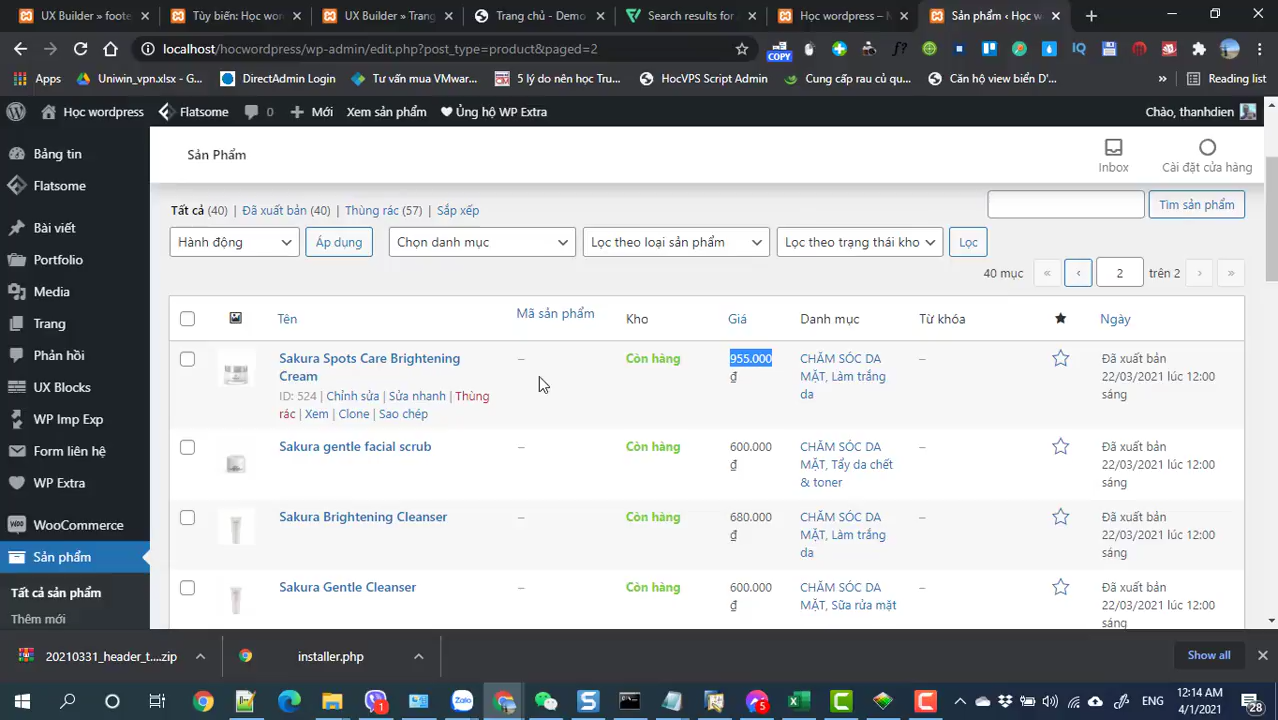 UX Builder » foote
Tùy biến: Học wor
UX Builder » Trang
Trang chủ - Demo
Search results for
Học wordpress – M
Sản phẩm ‹ Học w
localhost/hocwordpress/wp-admin/edit.php?post_type=product&paged=2
COPY
IQ
Apps
Uniwin_vpn.xlsx - G...
DirectAdmin Login
Tư vấn mua VMwar...
5 lý do nên học Tru...
HocVPS Script Admin
Cung cấp rau củ qu...
Căn hộ view biển D'...
»
Reading list
Học wordpress
Flatsome
0
Mới
Xem sản phẩm
Ủng hộ WP Extra
Chào, thanhdien
Bảng tin
Flatsome
Bài viết
Portfolio
Media
Trang
Phản hồi
UX Blocks
WP Imp Exp
Form liên hệ
WP Extra
WooCommerce
Sản phẩm
Tất cả sản phẩm
Thêm mới
Sản Phẩm
Inbox
Cài đặt cửa hàng
Tất cả (40) | Đã xuất bản (40) | Thùng rác (57) | Sắp xếp
Tìm sản phẩm
Hành động
Áp dụng
Chọn danh mục
Lọc theo loại sản phẩm
Lọc theo trạng thái kho
Lọc
40 mục
«
‹
2
trên 2
›
»
Tên
Mã sản phẩm
Kho
Giá
Danh mục
Từ khóa
Ngày
Sakura Spots Care Brightening
Cream
ID: 524 | Chỉnh sửa | Sửa nhanh | Thùng
rác | Xem | Clone | Sao chép
–
Còn hàng
955.000
₫
CHĂM SÓC DA
MẶT, Làm trắng
da
–
Đã xuất bản
22/03/2021 lúc 12:00
sáng
Sakura gentle facial scrub
–
Còn hàng
600.000
₫
CHĂM SÓC DA
MẶT, Tẩy da chết
& toner
–
Đã xuất bản
22/03/2021 lúc 12:00
sáng
Sakura Brightening Cleanser
–
Còn hàng
680.000
₫
CHĂM SÓC DA
MẶT, Làm trắng
da
–
Đã xuất bản
22/03/2021 lúc 12:00
sáng
Sakura Gentle Cleanser
–
Còn hàng
600.000
₫
CHĂM SÓC DA
MẶT, Sữa rửa mặt
–
Đã xuất bản
22/03/2021 lúc 12:00
sáng
20210331_header_t....zip
installer.php
Show all
1
5
ENG
12:14 AM
4/1/2021
28